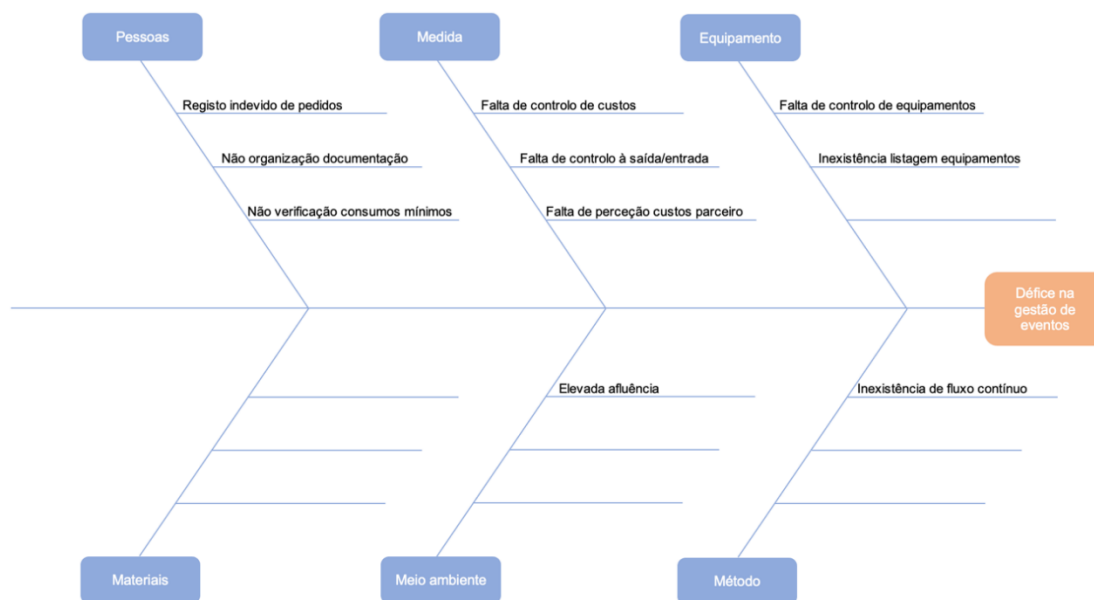 Pessoas
Medida
Equipamento
Registo indevido de pedidos
Falta de controlo de custos
Falta de controlo de equipamentos
Não organização documentação
Falta de controlo à saída/entrada
Inexistência listagem equipamentos
Não verificação consumos mínimos
Falta de perceção custos parceiro
Défice na
gestão de
eventos
Elevada afluência
Inexistência de fluxo contínuo
Materiais
Meio ambiente
Método